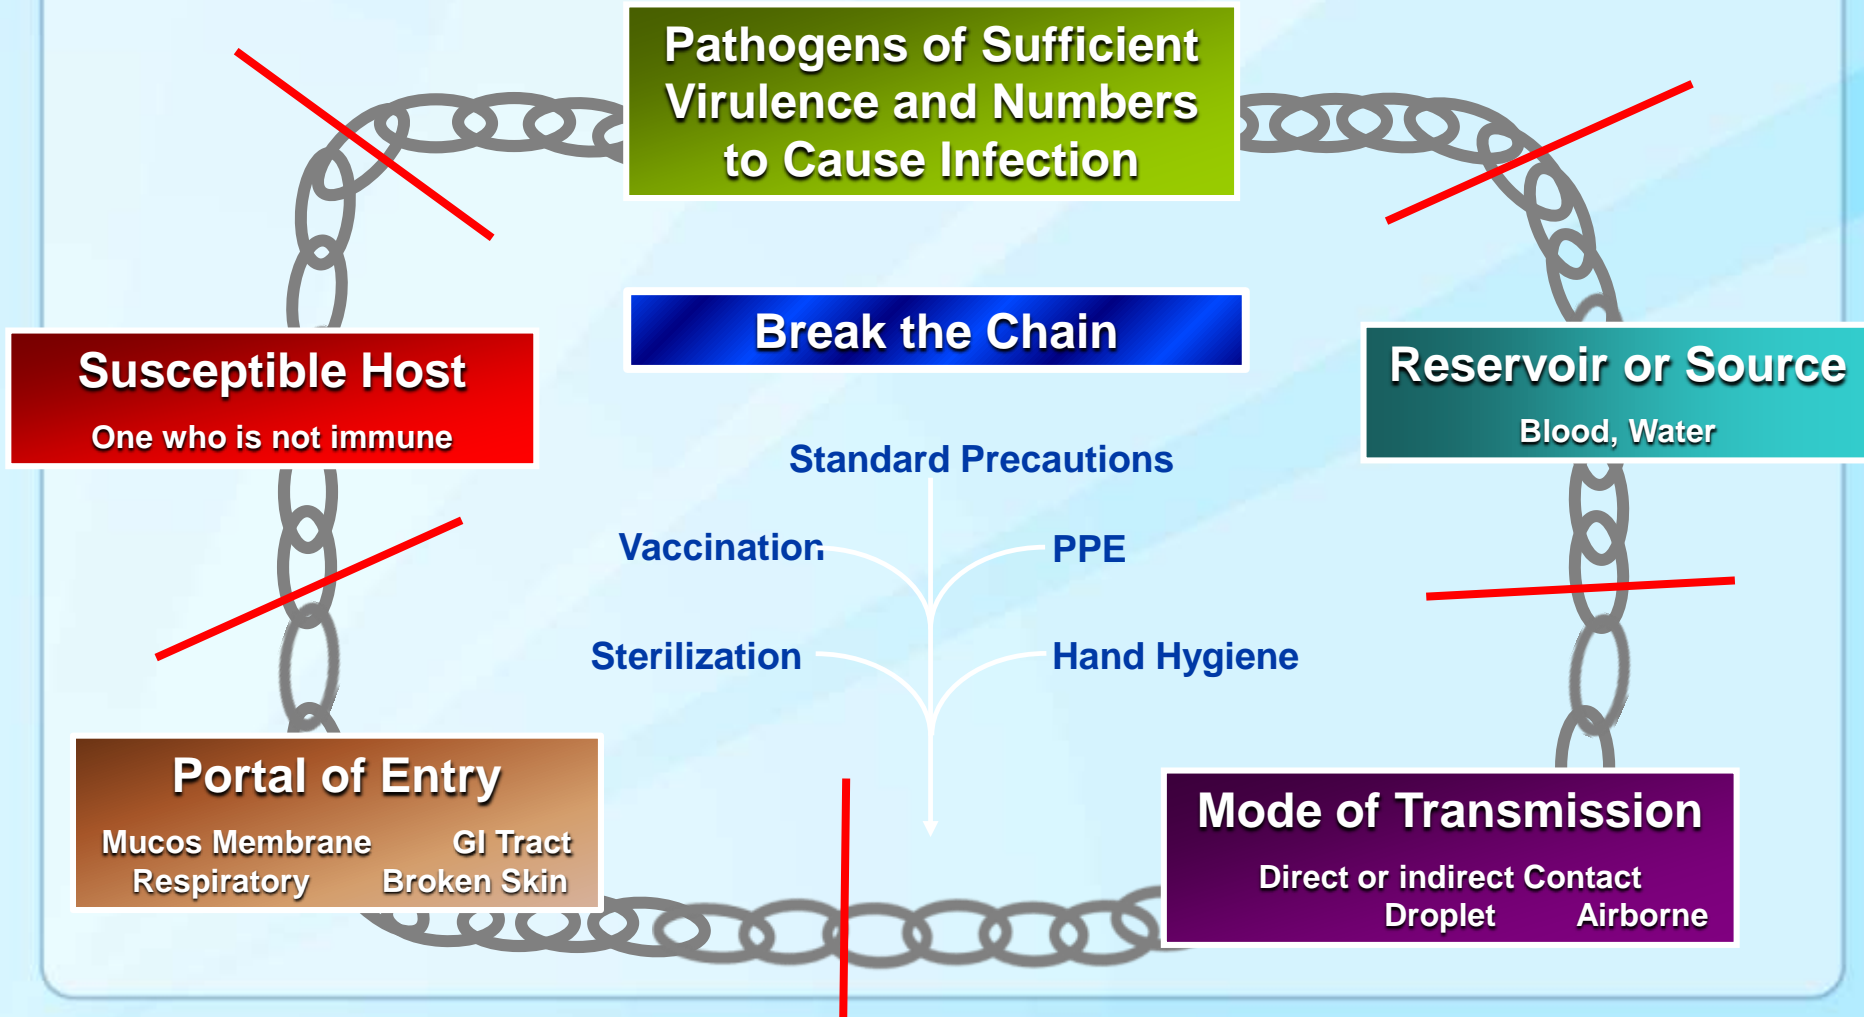 Pathogens of Sufficient
Virulence and Numbers
to Cause Infection
Break the Chain
Susceptible Host
One who is not immune
Reservoir or Source
Blood, Water
Standard Precautions
Vaccination
PPE
Sterilization
Hand Hygiene
Portal of Entry
Mucos Membrane GI Tract
Respiratory Broken Skin
Mode of Transmission
Direct or indirect Contact
Droplet Airborne